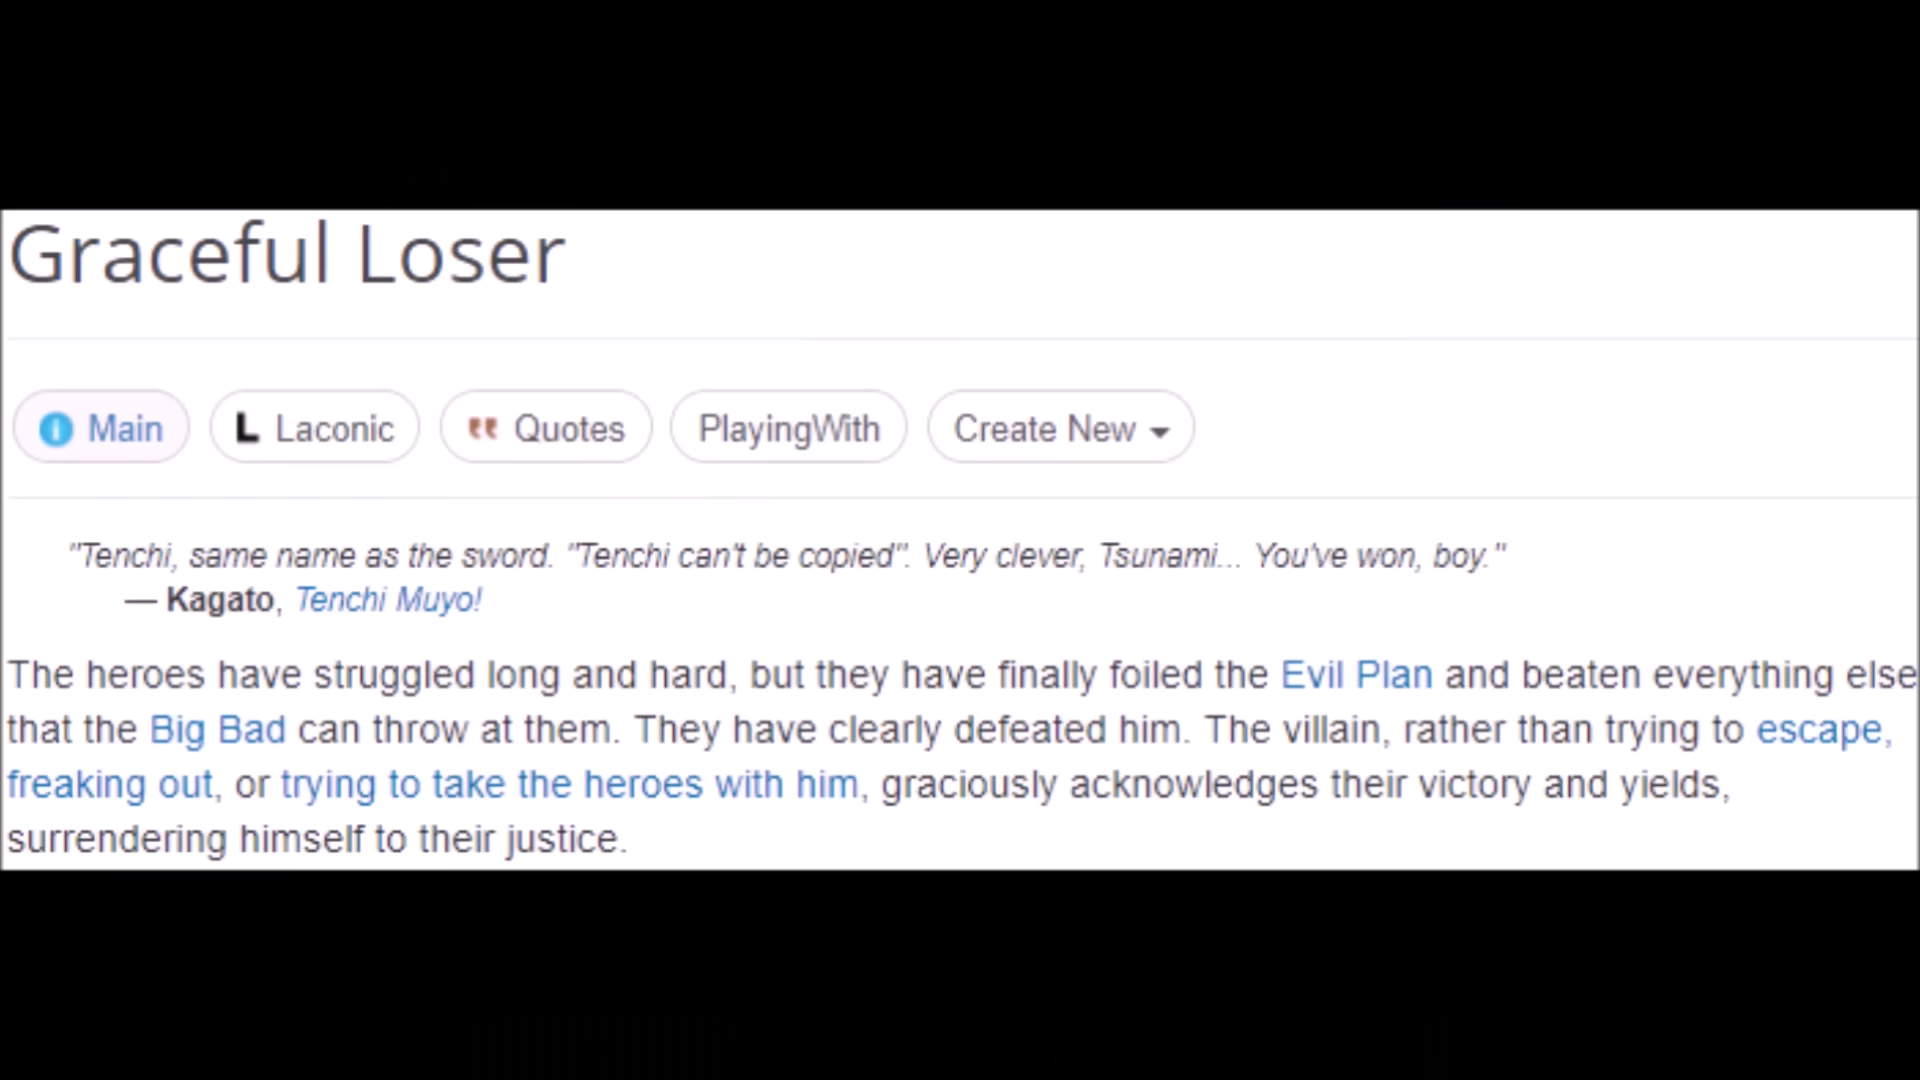 Graceful Loser
Main Laconic Quotes PlayingWith Create New
"Tenchi, same name as the sword. "Tenchi can't be copied". Very clever, Tsunami... You've won, boy."
— Kagato, Tenchi Muyo!
The heroes have struggled long and hard, but they have finally foiled the Evil Plan and beaten everything else
that the Big Bad can throw at them. They have clearly defeated him. The villain, rather than trying to escape,
freaking out, or trying to take the heroes with him, graciously acknowledges their victory and yields,
surrendering himself to their justice.